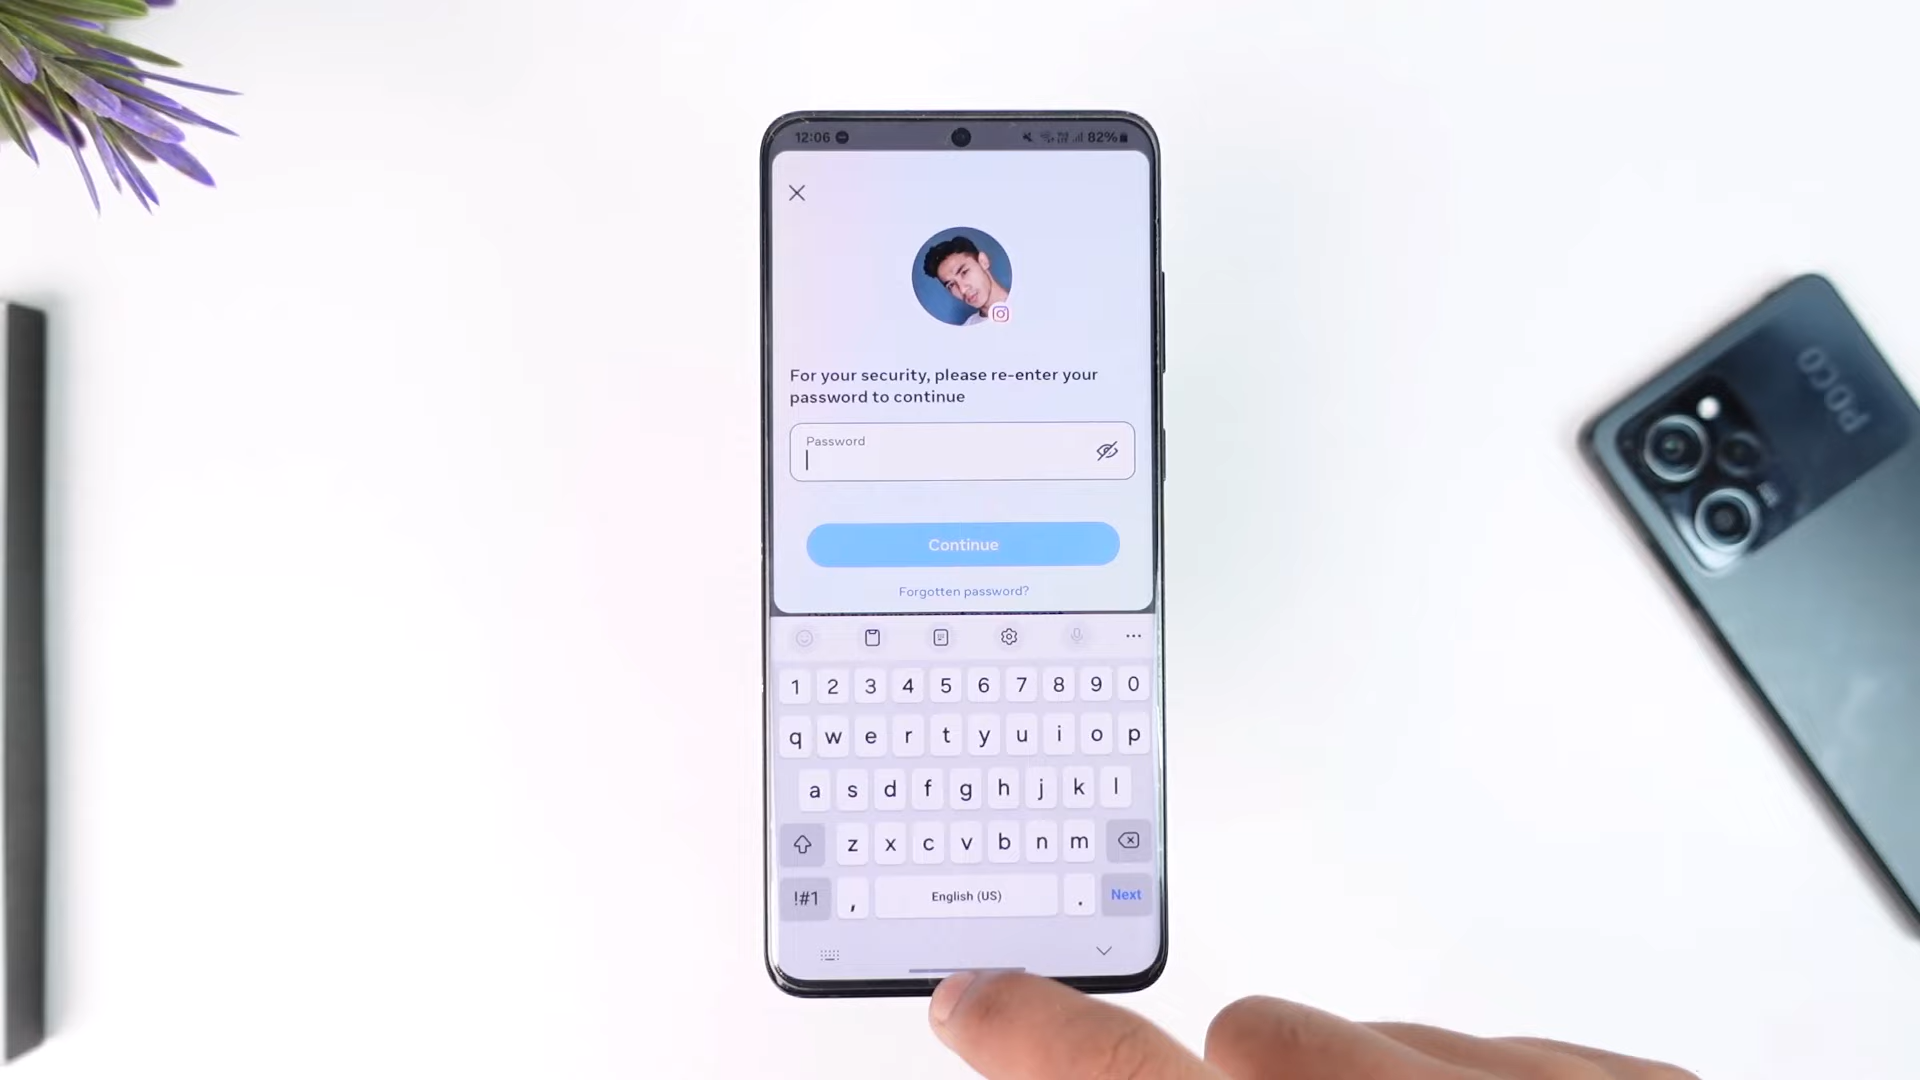 12:06
82%
For your security, please re-enter your
password to continue
Password
Continue
Forgotten password?
1 2 3 4 5 6 7 8 9 0
q w e r t y u i o p
a s d f g h j k l
z x c v b n m
!#1 , English (US) . Next
POCO